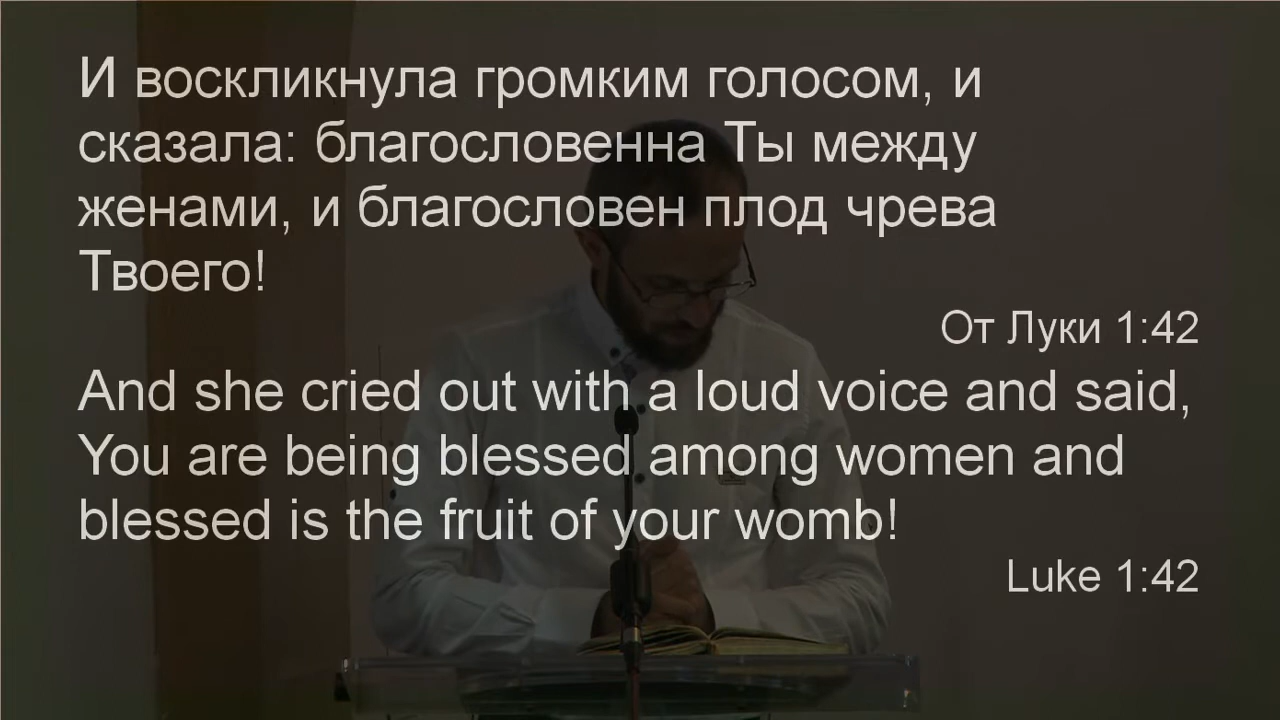 И воскликнула громким голосом, и
сказала: благословенна Ты между
женами, и благословен плод чрева
Твоего!
От Луки 1:42
And she cried out with a loud voice and said,
You are being blessed among women and
blessed is the fruit of your womb!
Luke 1:42